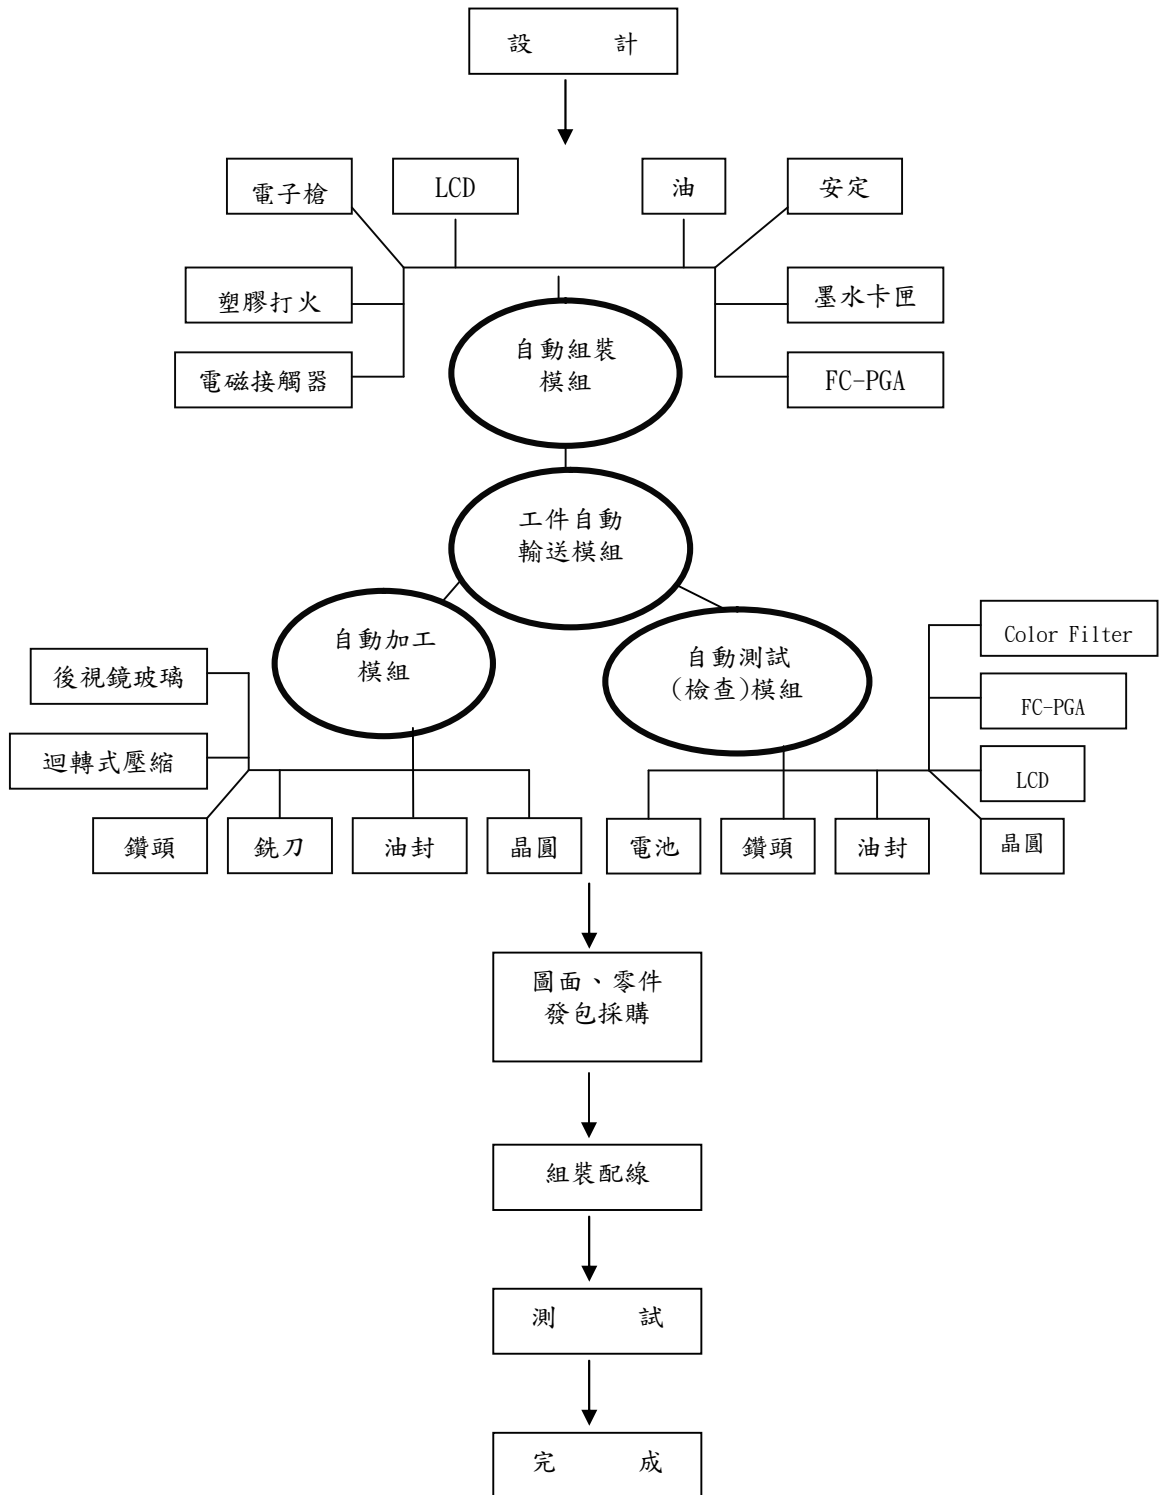 設 計
電子槍
LCD
油
安定
塑膠打火
墨水卡匣
電磁接觸器
FC-PGA
自動組裝
模組
工件自動
輸送模組
自動加工
模組
自動測試
(檢查)模組
後視鏡玻璃
迴轉式壓縮
鑽頭
銑刀
油封
晶圓
Color Filter
FC-PGA
LCD
電池
鑽頭
油封
晶圓
圖面、零件
發包採購
組裝配線
測 試
完 成